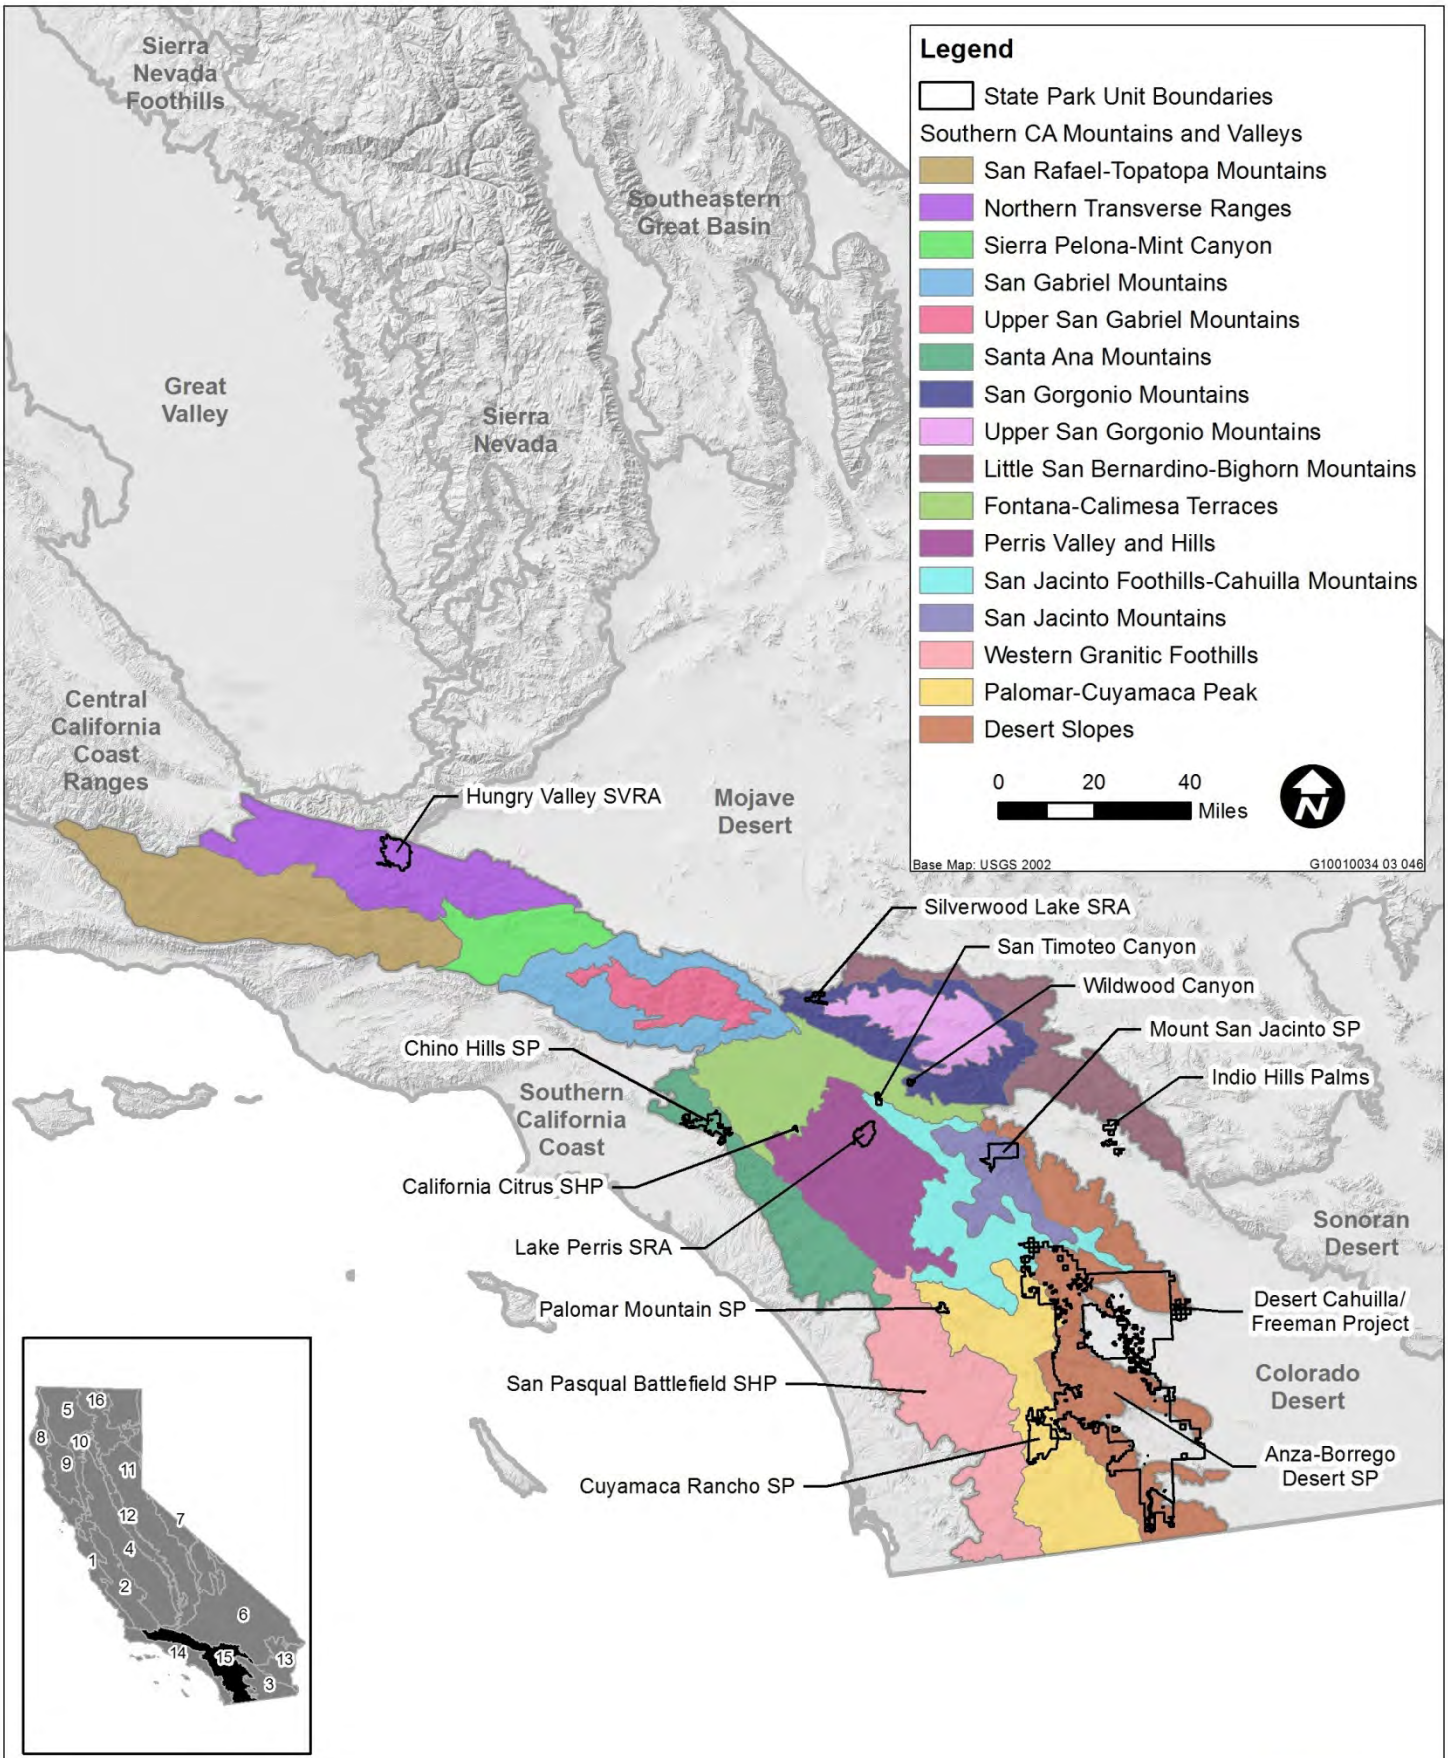 Sierra
Nevada
Foothills
Southeastern
Great Basin
Great
Valley
Sierra
Nevada
Central
California
Coast
Ranges
Mojave
Desert
Legend
State Park Unit Boundaries
Southern CA Mountains and Valleys
San Rafael-Topatopa Mountains
Northern Transverse Ranges
Sierra Pelona-Mint Canyon
San Gabriel Mountains
Upper San Gabriel Mountains
Santa Ana Mountains
San Gorgonio Mountains
Upper San Gorgonio Mountains
Little San Bernardino-Bighorn Mountains
Fontana-Calimesa Terraces
Perris Valley and Hills
San Jacinto Foothills-Cahuilla Mountains
San Jacinto Mountains
Western Granitic Foothills
Palomar-Cuyamaca Peak
Desert Slopes
0 20 40
Miles
N
Base Map: USGS 2002
G10010034 03 046
Hungry Valley SVRA
Silverwood Lake SRA
San Timoteo Canyon
Wildwood Canyon
Mount San Jacinto SP
Indio Hills Palms
Chino Hills SP
Southern
California
Coast
California Citrus SHP
Lake Perris SRA
Sonoran
Desert
Palomar Mountain SP
Desert Cahuilla/
Freeman Project
San Pasqual Battlefield SHP
Colorado
Desert
Anza-Borrego
Desert SP
Cuyamaca Rancho SP
16
5
8
10
9
11
12
7
4
1
2
6
14
15
13
3